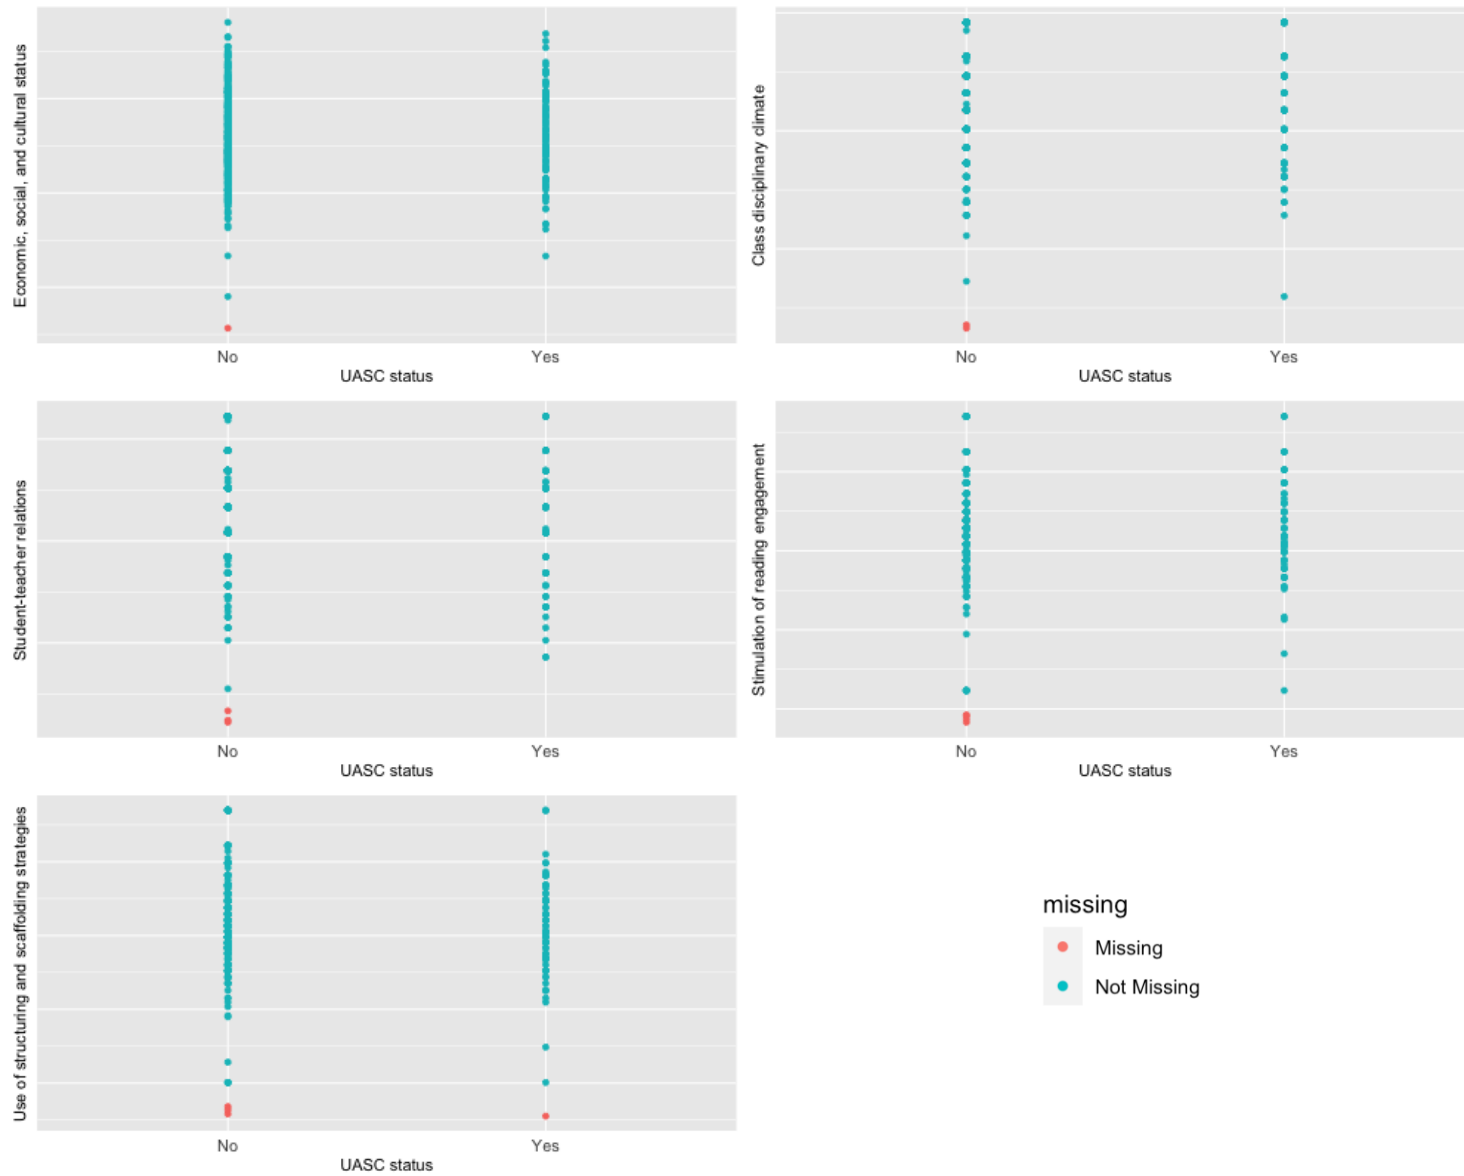 Economic, social, and cultural status
No
Yes
UASC status
Class disciplinary climate
No
Yes
UASC status
Student-teacher relations
No
Yes
UASC status
Stimulation of reading engagement
No
Yes
UASC status
Use of structuring and scaffolding strategies
No
Yes
UASC status
missing
Missing
Not Missing